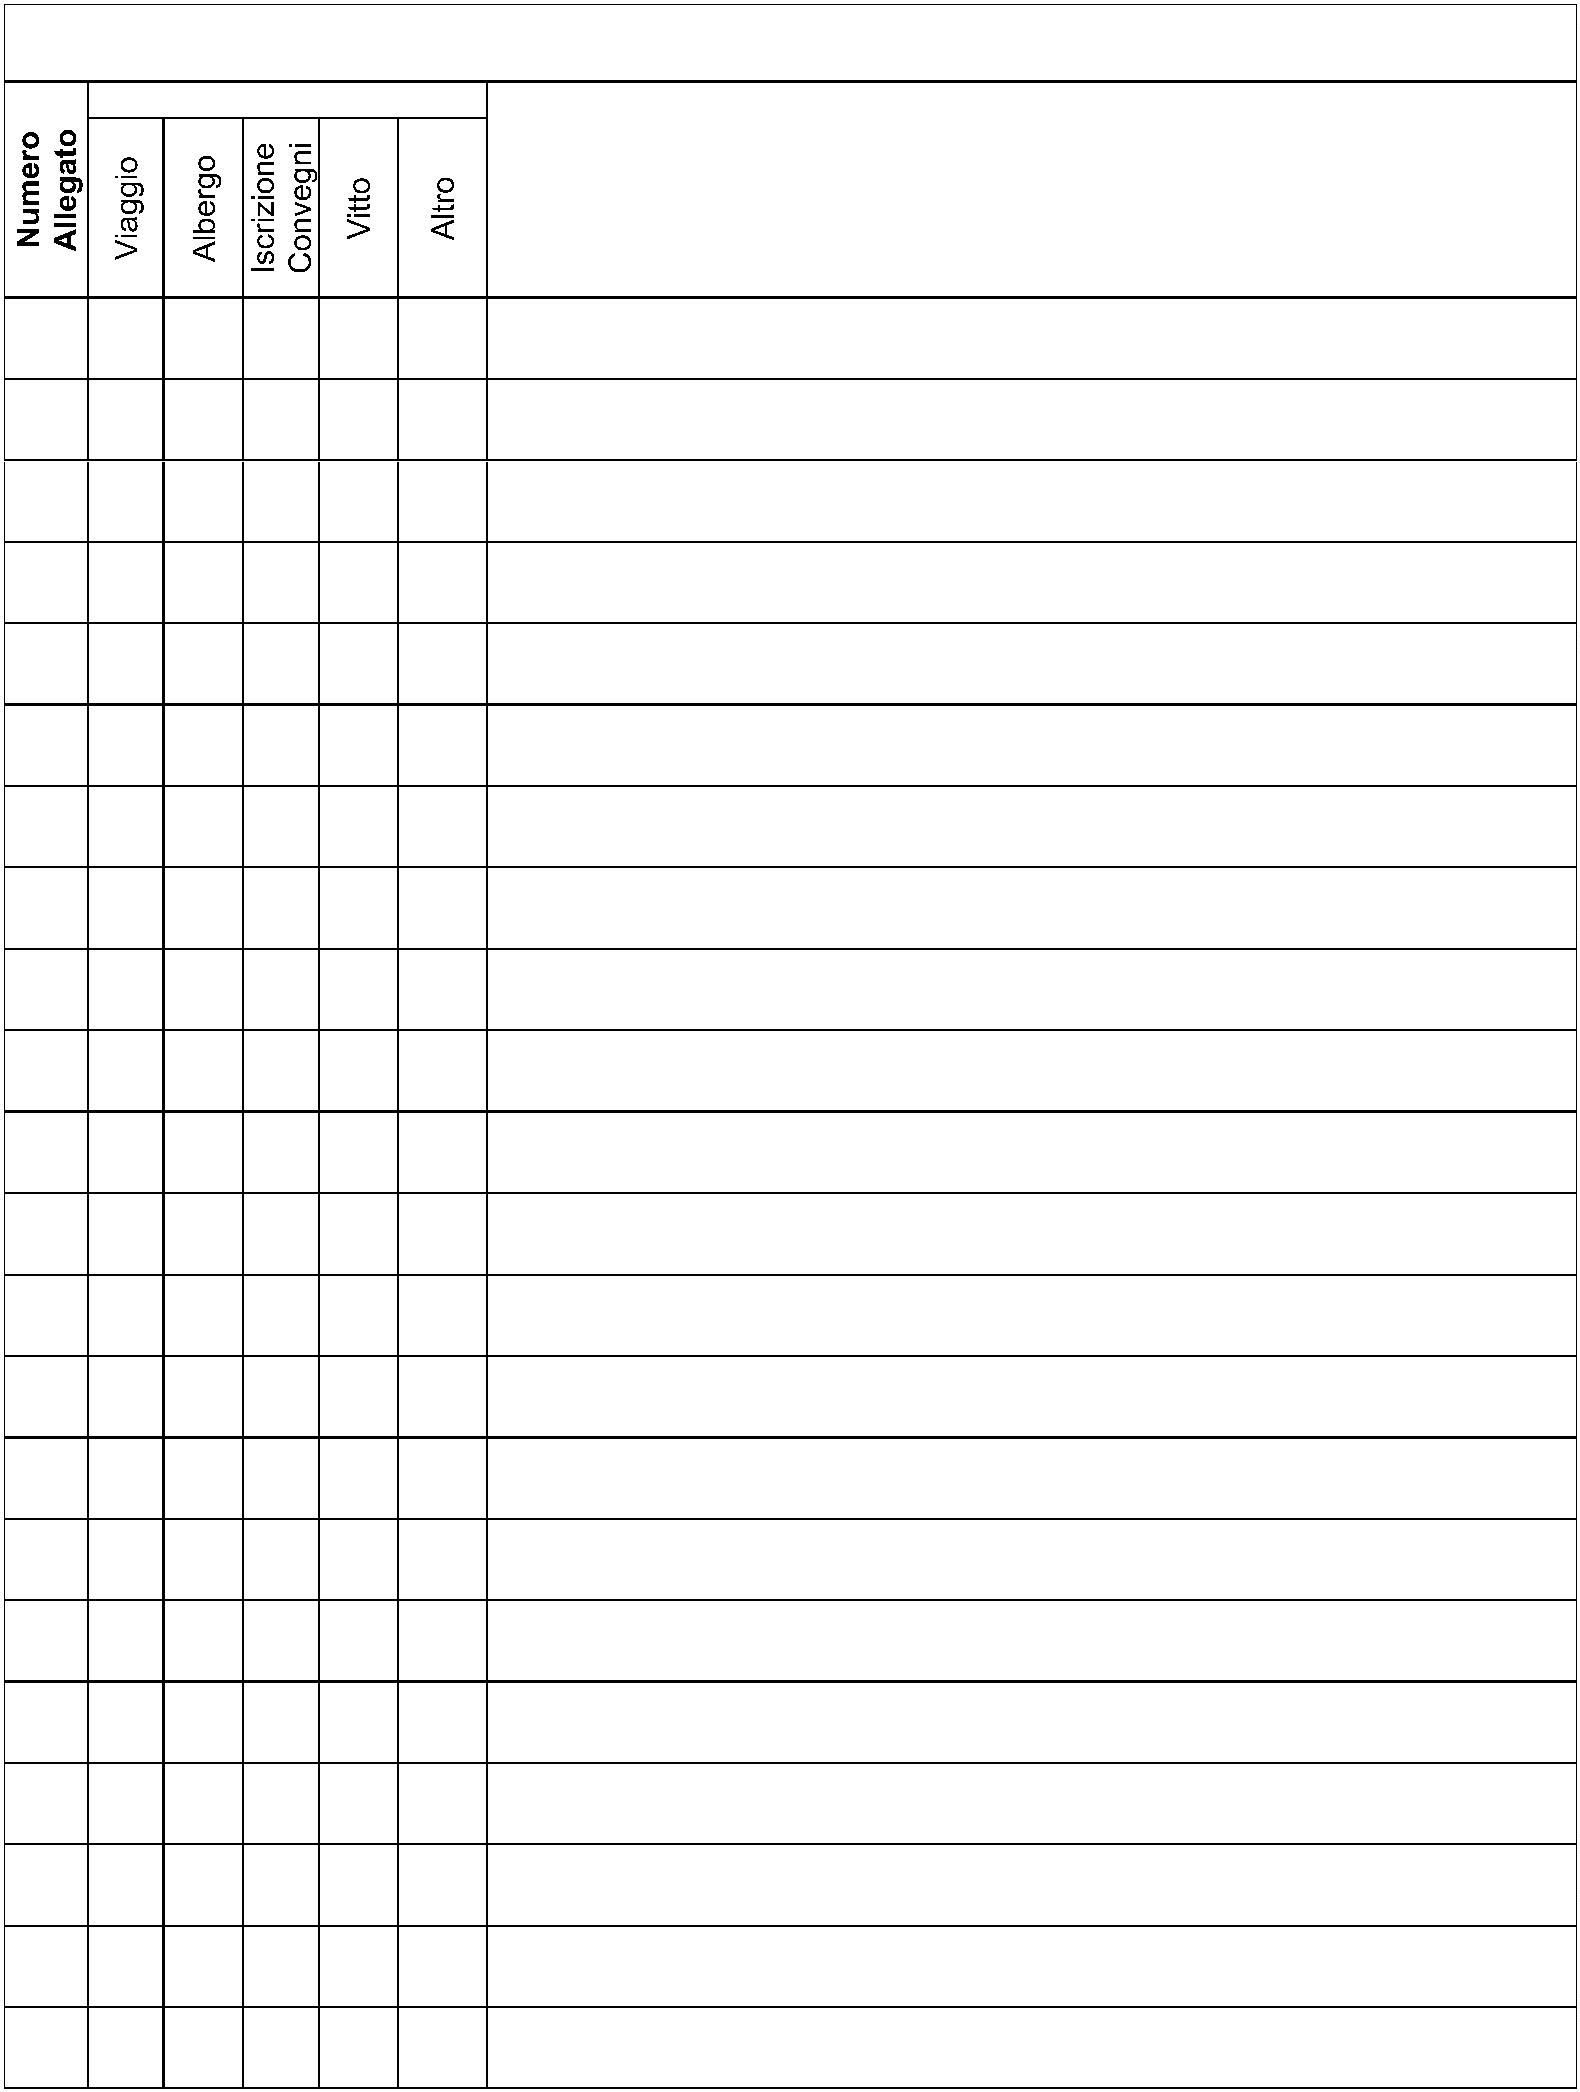 Numero
Allegato
Viaggio
Albergo
Iscrizione
Convegni
Vitto
Altro